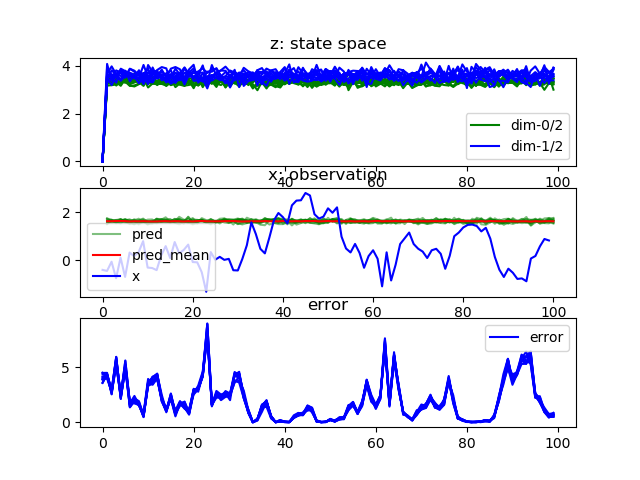 z: state space
4
2
0
dim-0/2
dim-1/2
0 20 40 60 80 100
x: observation
2
0
pred
pred_mean
x
0 20 40 60 80 100
error
5
0
error
0 20 40 60 80 100